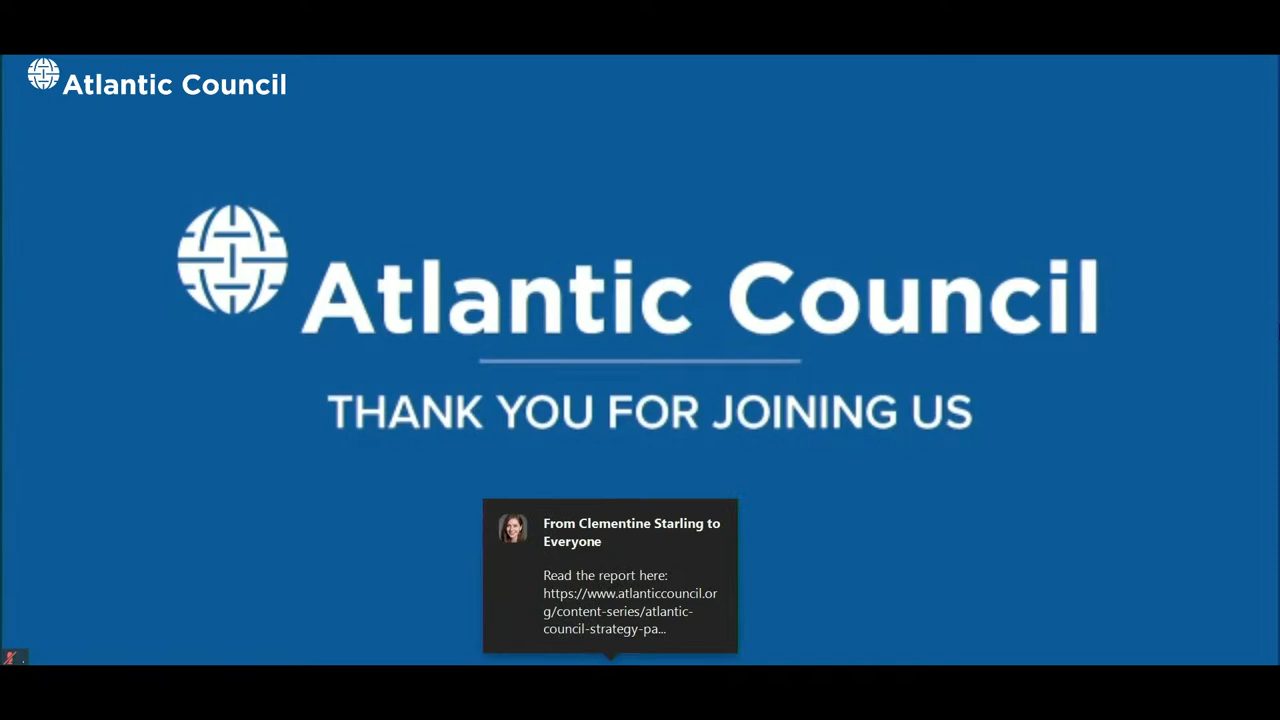 Atlantic Council
Atlantic Council
THANK YOU FOR JOINING US
From Clementine Starling to
Everyone
Read the report here:
https://www.atlanticcouncil.or
g/content-series/atlantic-
council-strategy-pa...